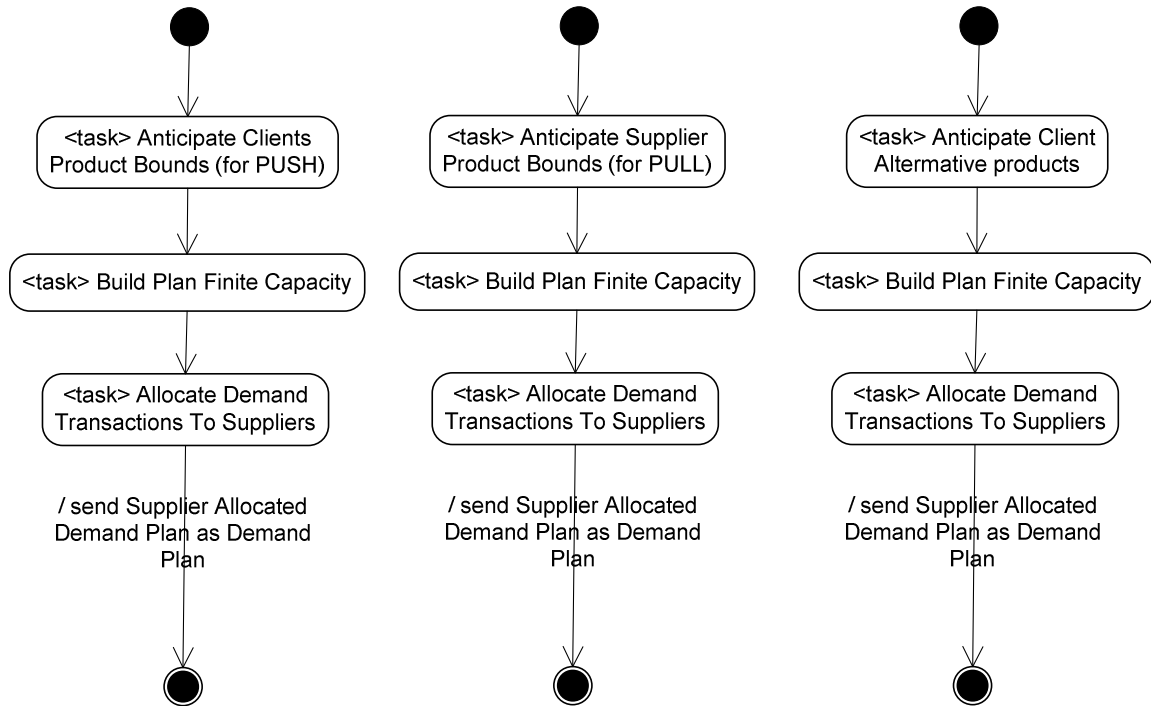 <task> Anticipate Clients
Product Bounds (for PUSH)
<task> Build Plan Finite Capacity
<task> Allocate Demand
Transactions To Suppliers
/ send Supplier Allocated
Demand Plan as Demand
Plan
<task> Anticipate Supplier
Product Bounds (for PULL)
<task> Build Plan Finite Capacity
<task> Allocate Demand
Transactions To Suppliers
/ send Supplier Allocated
Demand Plan as Demand
Plan
<task> Anticipate Client
Altermative products
<task> Build Plan Finite Capacity
<task> Allocate Demand
Transactions To Suppliers
/ send Supplier Allocated
Demand Plan as Demand
Plan